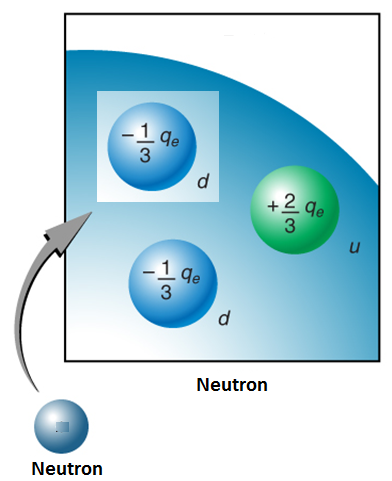 -1/3 qe
d
+2/3 qe
u
-1/3 qe
d
Neutron
Neutron